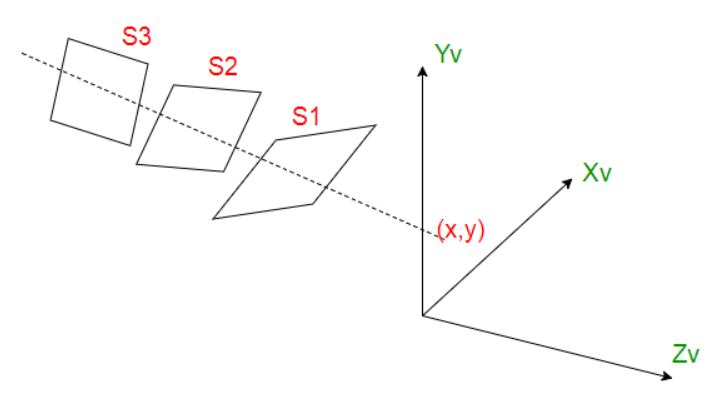 S3
S2
S1
Yv
Xv
(x,y)
Zv